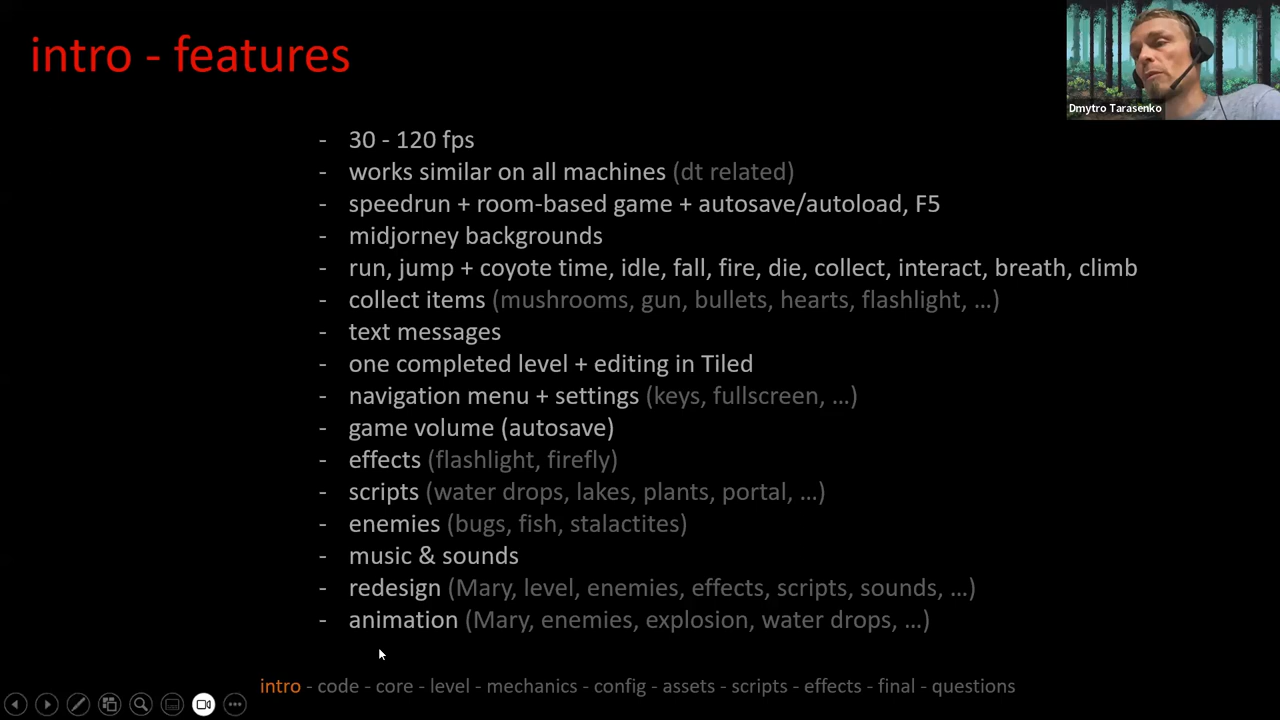 intro - features
Dmytro Tarasenko
- 30 - 120 fps
- works similar on all machines (dt related)
- speedrun + room-based game + autosave/autoload, F5
- midjorney backgrounds
- run, jump + coyote time, idle, fall, fire, die, collect, interact, breath, climb
- collect items (mushrooms, gun, bullets, hearts, flashlight, ...)
- text messages
- one completed level + editing in Tiled
- navigation menu + settings (keys, fullscreen, ...)
- game volume (autosave)
- effects (flashlight, firefly)
- scripts (water drops, lakes, plants, portal, ...)
- enemies (bugs, fish, stalactites)
- music & sounds
- redesign (Mary, level, enemies, effects, scripts, sounds, ...)
- animation (Mary, enemies, explosion, water drops, ...)
intro - code - core - level - mechanics - config - assets - scripts - effects - final - questions